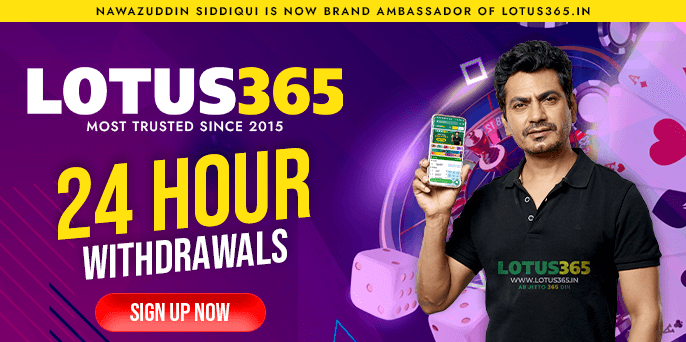 NAWAZUDDIN SIDDIQUI IS NOW BRAND AMBASSADOR OF LOTUS365.IN
LOTUS365
MOST TRUSTED SINCE 2015
24 HOUR
WITHDRAWALS
SIGN UP NOW
LOTUS365
WWW.LOTUS365.IN
AB JEETO 365 DIN